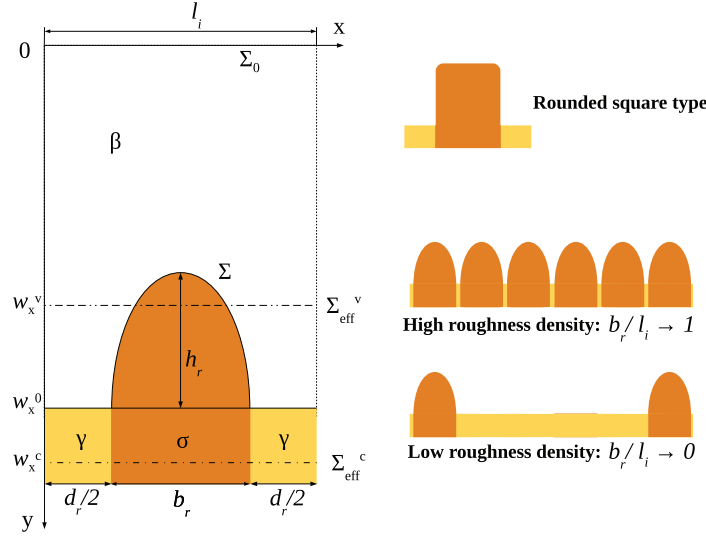 l_i
x
0
Σ_0
β
Rounded square type
Σ
w_x^v
Σ_eff^v
h_r
High roughness density: b_r/l_i → 1
w_x^0
γ
σ
γ
w_x^c
Σ_eff^c
Low roughness density: b_r/l_i → 0
d_r/2
b_r
d_r/2
y